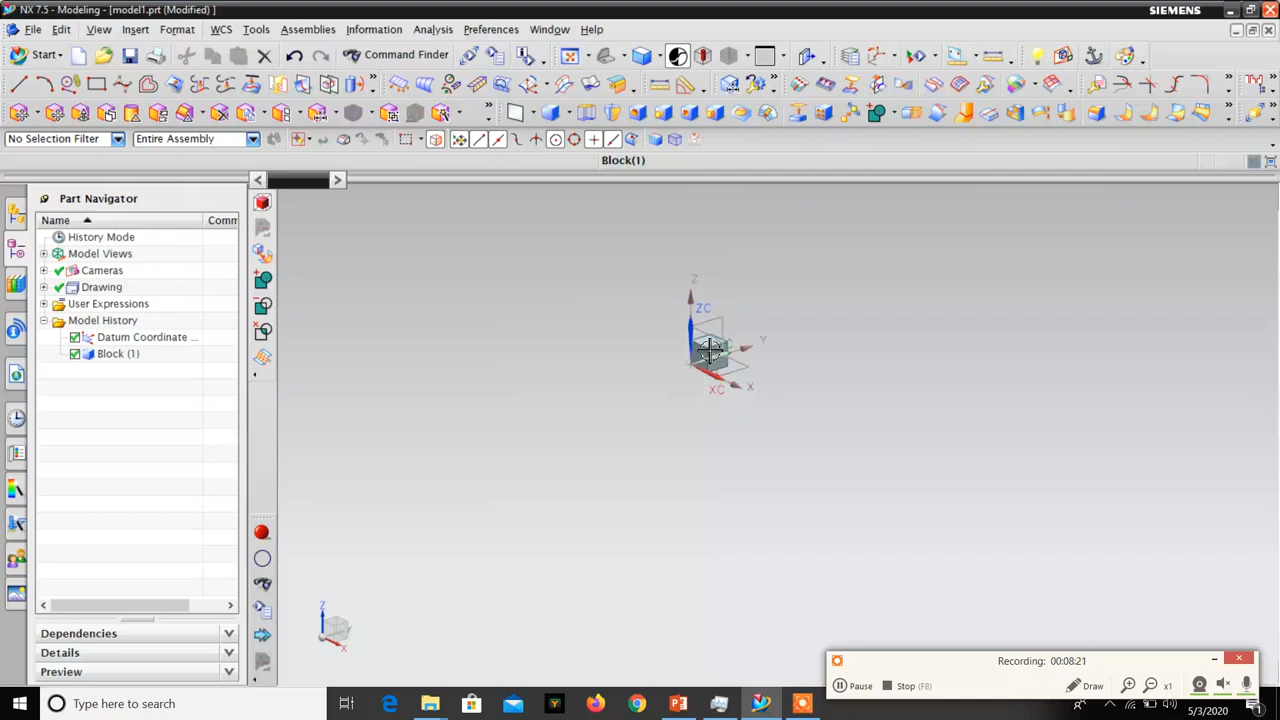 NX 7.5 - Modeling - [model1.prt (Modified) ]
SIEMENS
File Edit View Insert Format WCS Tools Assemblies Information Analysis Preferences Window Help
Start
Command Finder
No Selection Filter
Entire Assembly
Block(1)
Part Navigator
Name
Comm
History Mode
Model Views
Cameras
Drawing
User Expressions
Model History
Datum Coordinate ...
Block (1)
Z
ZC
Y
X
XC
Z
X
Dependencies
Details
Preview
Recording: 00:08:21
Pause
Stop (F8)
Draw
x1
Type here to search
5/3/2020
1